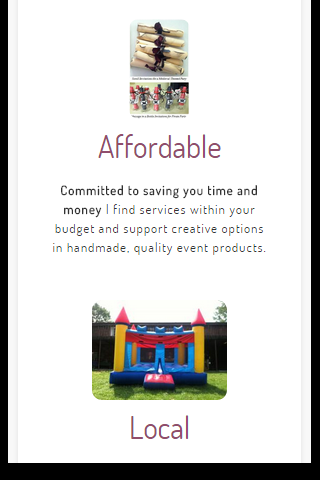 Affordable
Committed to saving you time and
money I find services within your
budget and support creative options
in handmade, quality event products.
Local